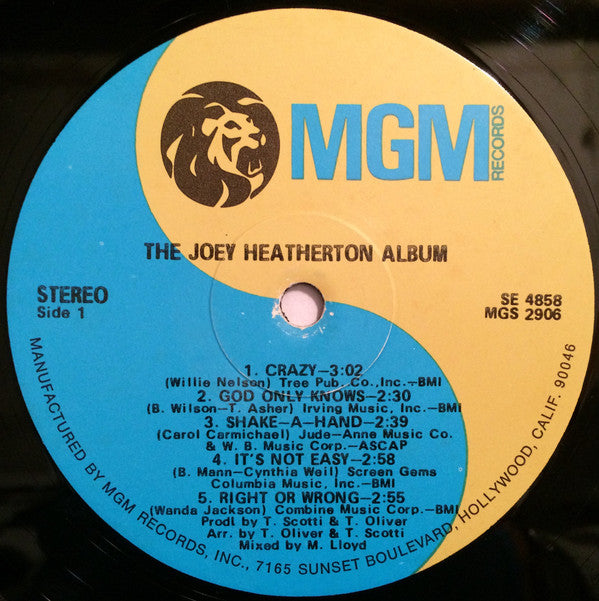 MGM
RECORDS
THE JOEY HEATHERTON ALBUM
STEREO
Side 1
SE 4858
MGS 2906
1. CRAZY—3:02
(Willie Nelson) Tree Pub. Co., Inc.—BMI
2. GOD ONLY KNOWS—2:30
(B. Wilson—T. Asher) Irving Music, Inc.—BMI
3. SHAKE—A—HAND—2:39
(Carol Carmichael) Jude—Anne Music Co.
& W. B. Music Corp.—ASCAP
4. IT'S NOT EASY—2:58
(B. Mann—Cynthia Weil) Screen Gems
Columbia Music, Inc.—BMI
5. RIGHT OR WRONG—2:55
(Wanda Jackson) Combine Music Corp.—BMI
Prod. by T. Scotti & T. Oliver
Arr. by T. Oliver & T. Scotti
Mixed by M. Lloyd
MANUFACTURED BY MGM RECORDS, INC., 7165 SUNSET BOULEVARD, HOLLYWOOD, CALIF. 90046